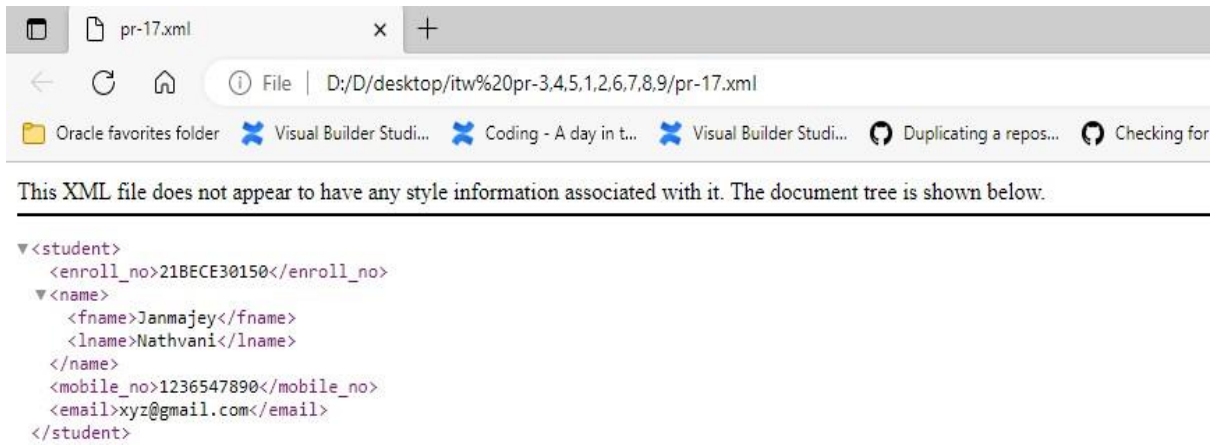 pr-17.xml
File | D:/D/desktop/itw%20pr-3,4,5,1,2,6,7,8,9/pr-17.xml
Oracle favorites folder Visual Builder Studi... Coding - A day in t... Visual Builder Studi... Duplicating a repos... Checking for
This XML file does not appear to have any style information associated with it. The document tree is shown below.
▼<student>
<enroll_no>21BECE30150</enroll_no>
▼<name>
<fname>Janmajey</fname>
<lname>Nathvani</lname>
</name>
<mobile_no>1236547890</mobile_no>
<email>xyz@gmail.com</email>
</student>